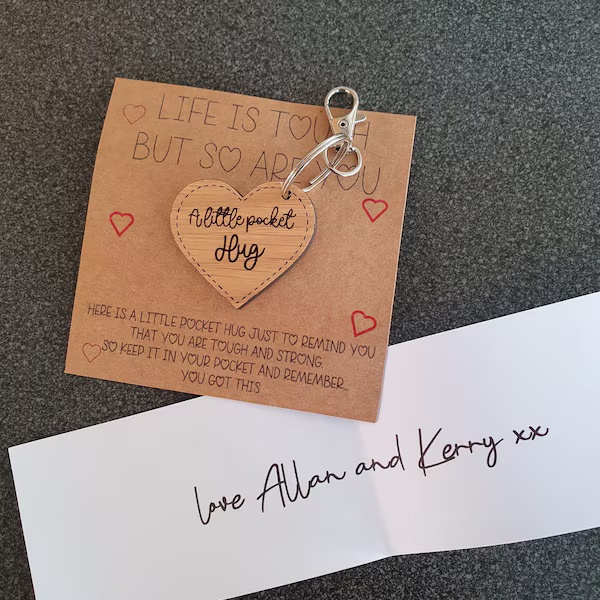 LIFE IS TOUGH
BUT SO ARE YOU
A little pocket
Hug
HERE IS A LITTLE POCKET HUG JUST TO REMIND YOU
THAT YOU ARE TOUGH AND STRONG
SO KEEP IT IN YOUR POCKET AND REMEMBER...
YOU GOT THIS
love Allan and Kerry xx